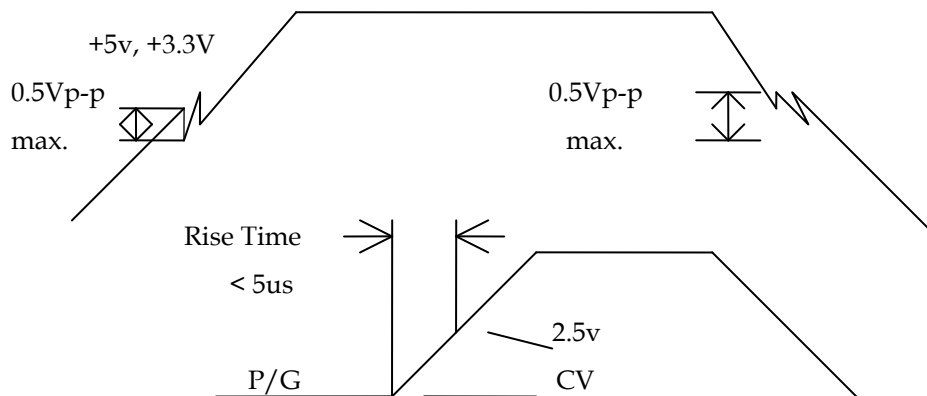 +5v, +3.3V
0.5Vp-p
max.
0.5Vp-p
max.
Rise Time
< 5us
2.5v
P/G
CV